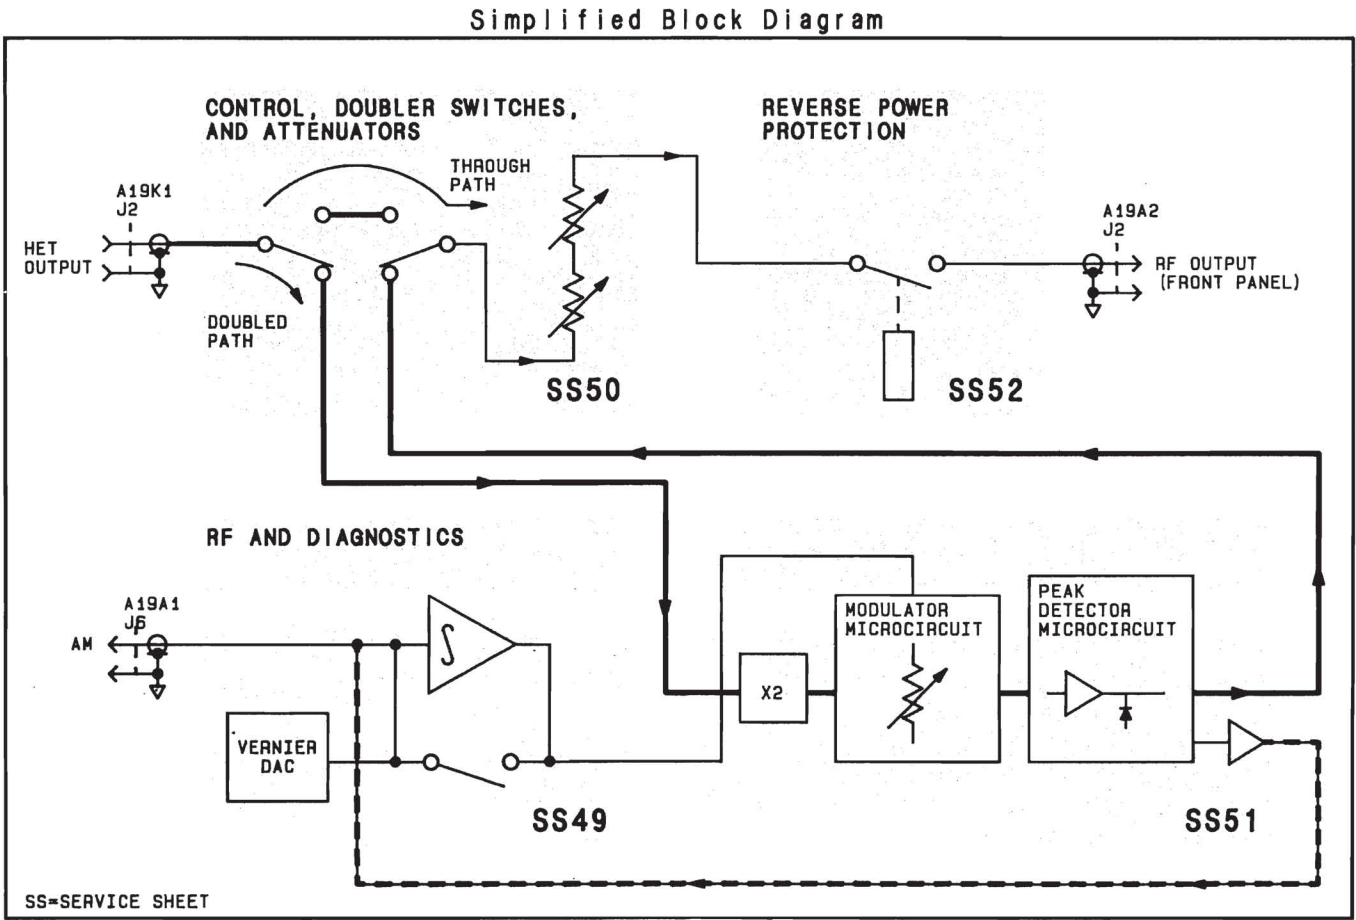 Simplified Block Diagram
CONTROL, DOUBLER SWITCHES,
AND ATTENUATORS
REVERSE POWER
PROTECTION
THROUGH
PATH
A19K1
J2
HET
OUTPUT
DOUBLED
PATH
A19A2
J2
RF OUTPUT
(FRONT PANEL)
SS50
SS52
RF AND DIAGNOSTICS
A19A1
J6
AM
MODULATOR
MICROCIRCUIT
PEAK
DETECTOR
MICROCIRCUIT
X2
VERNIER
DAC
SS49
SS51
SS=SERVICE SHEET